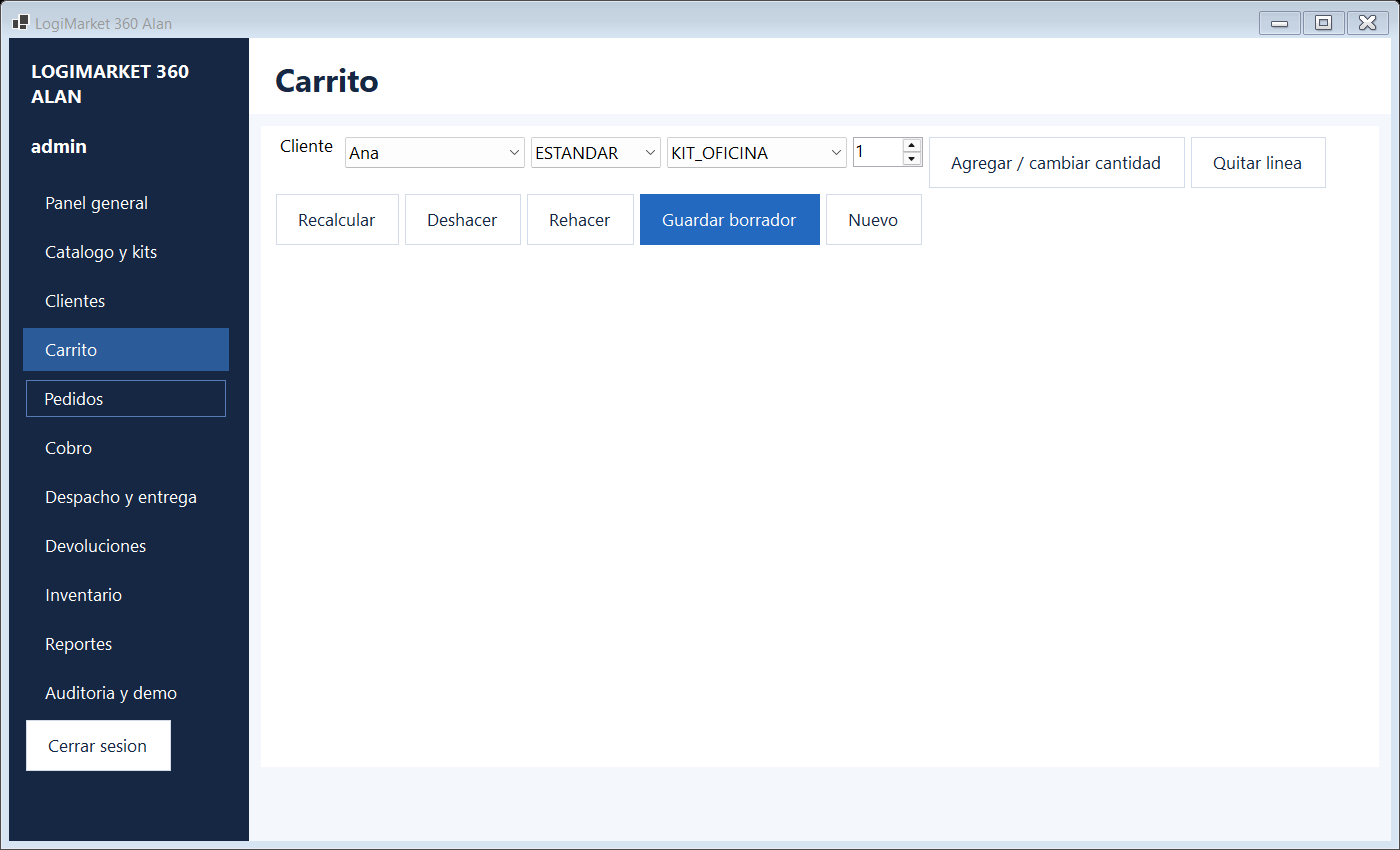 LogiMarket 360 Alan
LOGIMARKET 360
ALAN
admin
Panel general
Catalogo y kits
Clientes
Carrito
Pedidos
Cobro
Despacho y entrega
Devoluciones
Inventario
Reportes
Auditoria y demo
Cerrar sesion
Carrito
Cliente Ana ESTANDAR KIT_OFICINA 1 Agregar / cambiar cantidad Quitar linea
Recalcular Deshacer Rehacer Guardar borrador Nuevo